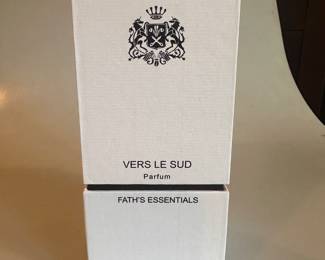 VERS LE SUD
Parfum
FATH'S ESSENTIALS